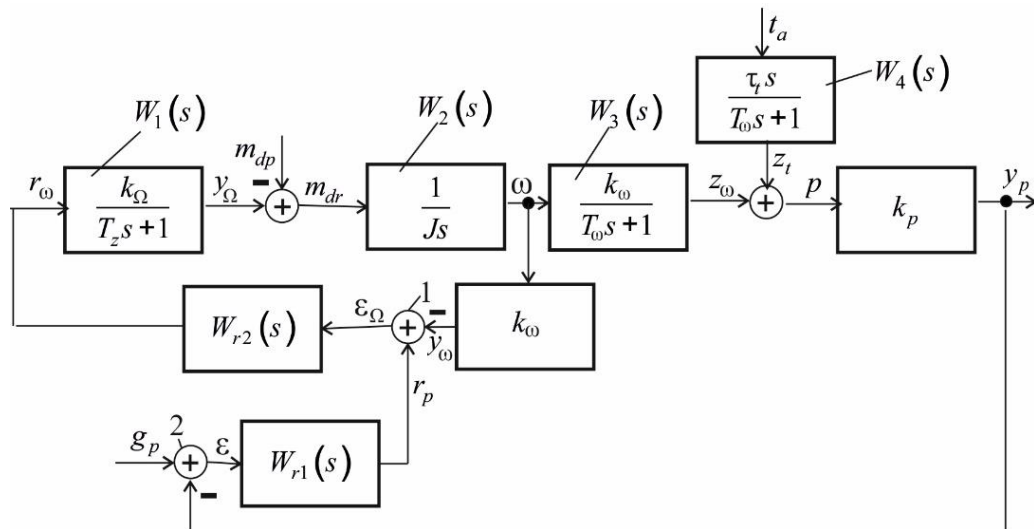 t_a
W_4(s)
τ_t s
T_ω s + 1
W_1(s)
W_2(s)
W_3(s)
m_dp
r_ω
k_Ω
T_z s + 1
y_Ω
−
+
m_dr
1
Js
ω
k_ω
T_ω s + 1
z_ω
z_t
+
p
k_p
y_p
W_r2(s)
ε_Ω
1
+
−
y_ω
k_ω
r_p
g_p
2
+
−
ε
W_r1(s)